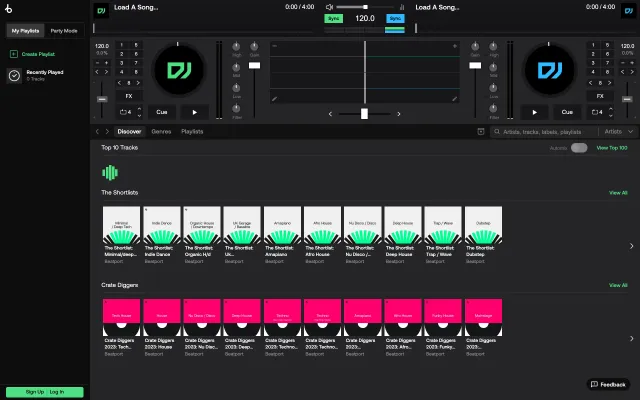 Load A Song...
0:00 / 4:00
Sync
120.0
Sync
Load A Song...
0:00 / 4:00
My Playlists
Party Mode
Create Playlist
Recently Played
0 Tracks
120.0
0.0%
1 5
2 6
3 7
4 8
8
FX
4
Cue
High
Mid
Low
Filter
Gain
Gain
High
Mid
Low
Filter
Cue
1 5
2 6
3 7
4 8
8
FX
4
120.0
0.0%
Discover
Genres
Playlists
Artists, tracks, labels, playlists
Artists
Top 10 Tracks
Automix
View Top 100
The Shortlists
View All
Minimal / Deep Tech
Indie Dance
Organic House / Downtempo
UK Garage / Bassline
Amapiano
Afro House
Nu Disco / Disco
Deep House
Trap / Wave
Dubstep
The Shortlist: Minimal/deep...
Beatport
The Shortlist: Indie Dance
Beatport
The Shortlist: Organic H/d
Beatport
The Shortlist: Uk...
Beatport
The Shortlist: Amapiano
Beatport
The Shortlist: Afro House
Beatport
The Shortlist: Nu Disco /...
Beatport
The Shortlist: Deep House
Beatport
The Shortlist: Trap / Wave
Beatport
The Shortlist: Dubstep
Beatport
Crate Diggers
View All
Tech House
House
Nu Disco / Disco
Deep House
Techno
Techno
Amapiano
Afro House
Funky House
Mainstage
Crate Diggers 2023: Tech...
Beatport
Crate Diggers 2023: House
Beatport
Crate Diggers 2023: Nu Disc...
Beatport
Crate Diggers 2023: Deep...
Beatport
Crate Diggers 2023: Techno...
Beatport
Crate Diggers 2023: Techno...
Beatport
Crate Diggers 2023:...
Beatport
Crate Diggers 2023: Afro...
Beatport
Crate Diggers 2023: Funky...
Beatport
Crate Diggers 2023:...
Beatport
Feedback
Sign Up | Log In